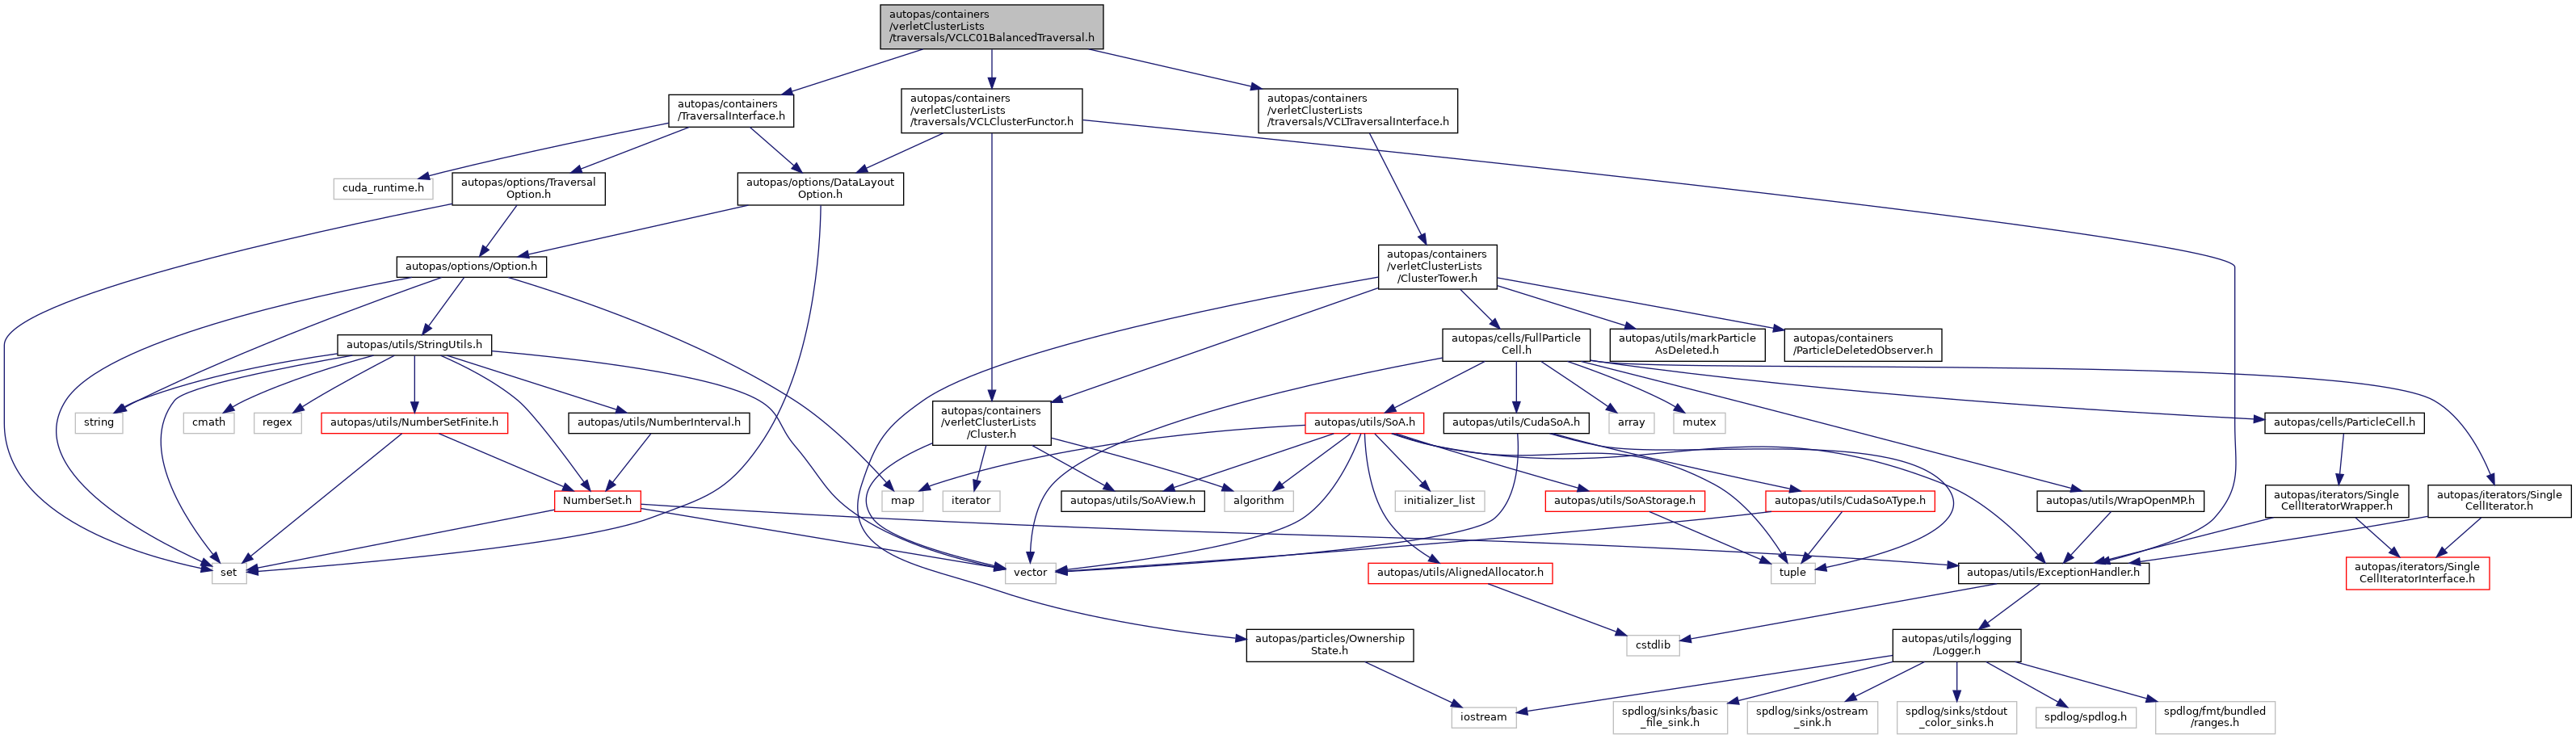 autopas/containers
/verletClusterLists
/traversals/VCLC01BalancedTraversal.h
autopas/containers
/TraversalInterface.h
autopas/containers
/verletClusterLists
/traversals/VCLClusterFunctor.h
autopas/containers
/verletClusterLists
/traversals/VCLTraversalInterface.h
cuda_runtime.h
autopas/options/Traversal
Option.h
autopas/options/DataLayout
Option.h
autopas/options/Option.h
autopas/containers
/verletClusterLists
/ClusterTower.h
autopas/utils/StringUtils.h
autopas/cells/FullParticle
Cell.h
autopas/utils/markParticle
AsDeleted.h
autopas/containers
/ParticleDeletedObserver.h
string
cmath
regex
autopas/utils/NumberSetFinite.h
autopas/utils/NumberInterval.h
autopas/containers
/verletClusterLists
/Cluster.h
autopas/utils/SoA.h
autopas/utils/CudaSoA.h
array
mutex
autopas/cells/ParticleCell.h
NumberSet.h
map
iterator
autopas/utils/SoAView.h
algorithm
initializer_list
autopas/utils/SoAStorage.h
autopas/utils/CudaSoAType.h
autopas/utils/WrapOpenMP.h
autopas/iterators/Single
CellIteratorWrapper.h
autopas/iterators/Single
CellIterator.h
set
vector
autopas/utils/AlignedAllocator.h
tuple
autopas/utils/ExceptionHandler.h
autopas/iterators/Single
CellIteratorInterface.h
autopas/particles/Ownership
State.h
cstdlib
autopas/utils/logging
/Logger.h
iostream
spdlog/sinks/basic
_file_sink.h
spdlog/sinks/ostream
_sink.h
spdlog/sinks/stdout
_color_sinks.h
spdlog/spdlog.h
spdlog/fmt/bundled
/ranges.h